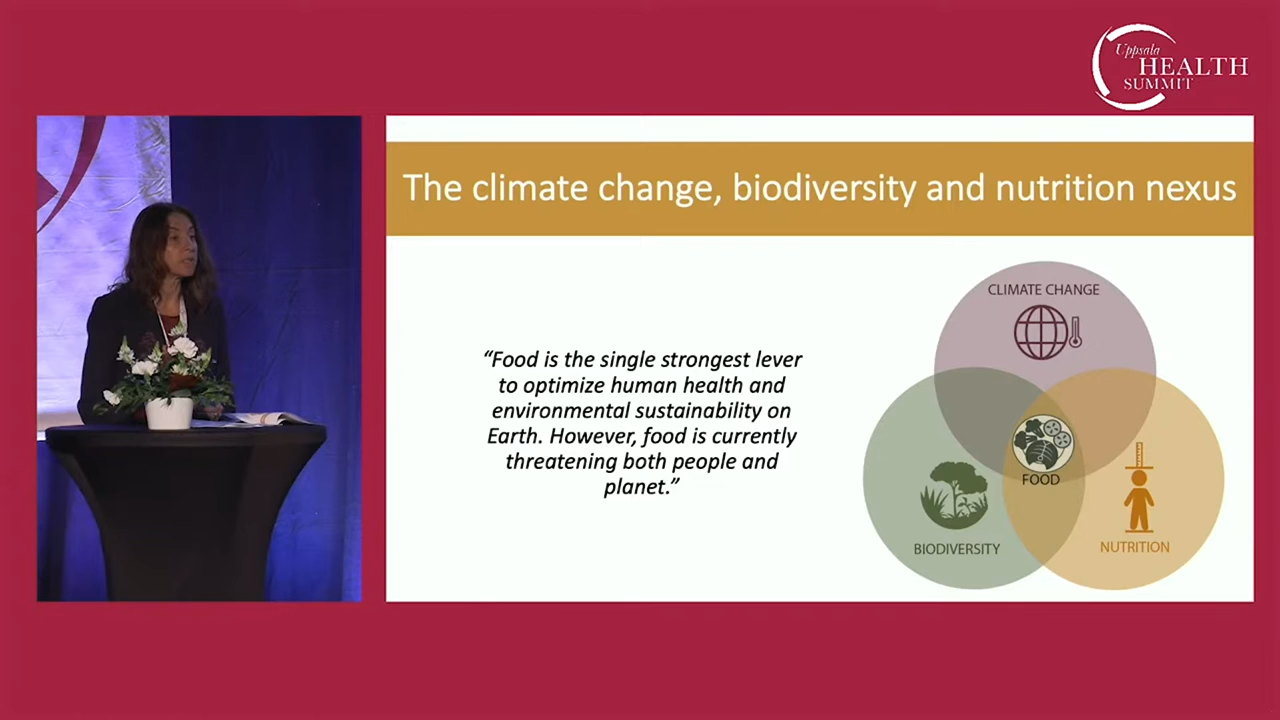 Uppsala
HEALTH
SUMMIT
The climate change, biodiversity and nutrition nexus
“Food is the single strongest lever
to optimize human health and
environmental sustainability on
Earth. However, food is currently
threatening both people and
planet.”
CLIMATE CHANGE
FOOD
BIODIVERSITY
NUTRITION